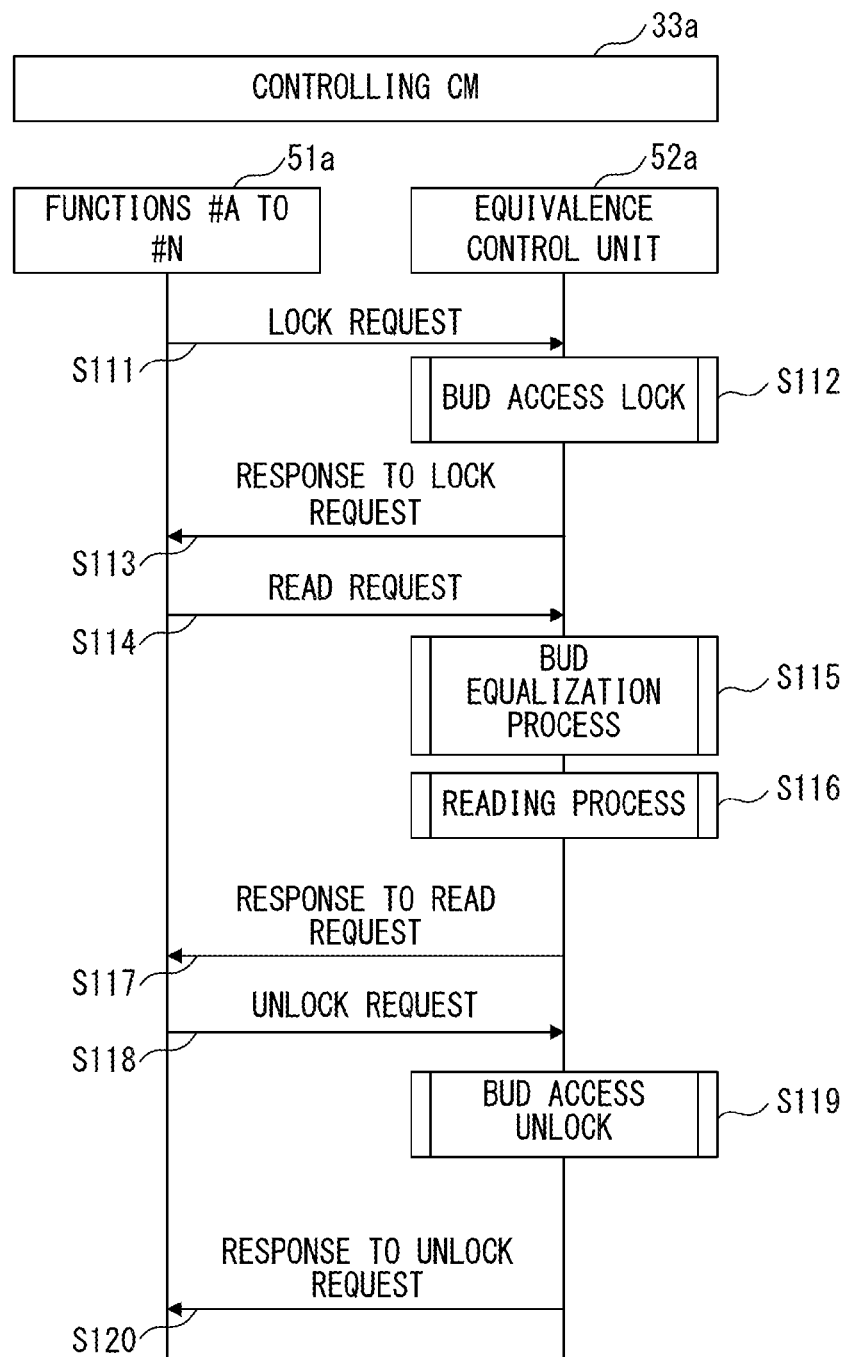 33a
CONTROLLING CM
51a
52a
FUNCTIONS #A TO
#N
EQUIVALENCE
CONTROL UNIT
LOCK REQUEST
S111
BUD ACCESS LOCK
S112
RESPONSE TO LOCK
REQUEST
S113
READ REQUEST
S114
BUD
EQUALIZATION
PROCESS
S115
READING PROCESS
S116
RESPONSE TO READ
REQUEST
S117
UNLOCK REQUEST
S118
BUD ACCESS
UNLOCK
S119
RESPONSE TO UNLOCK
REQUEST
S120